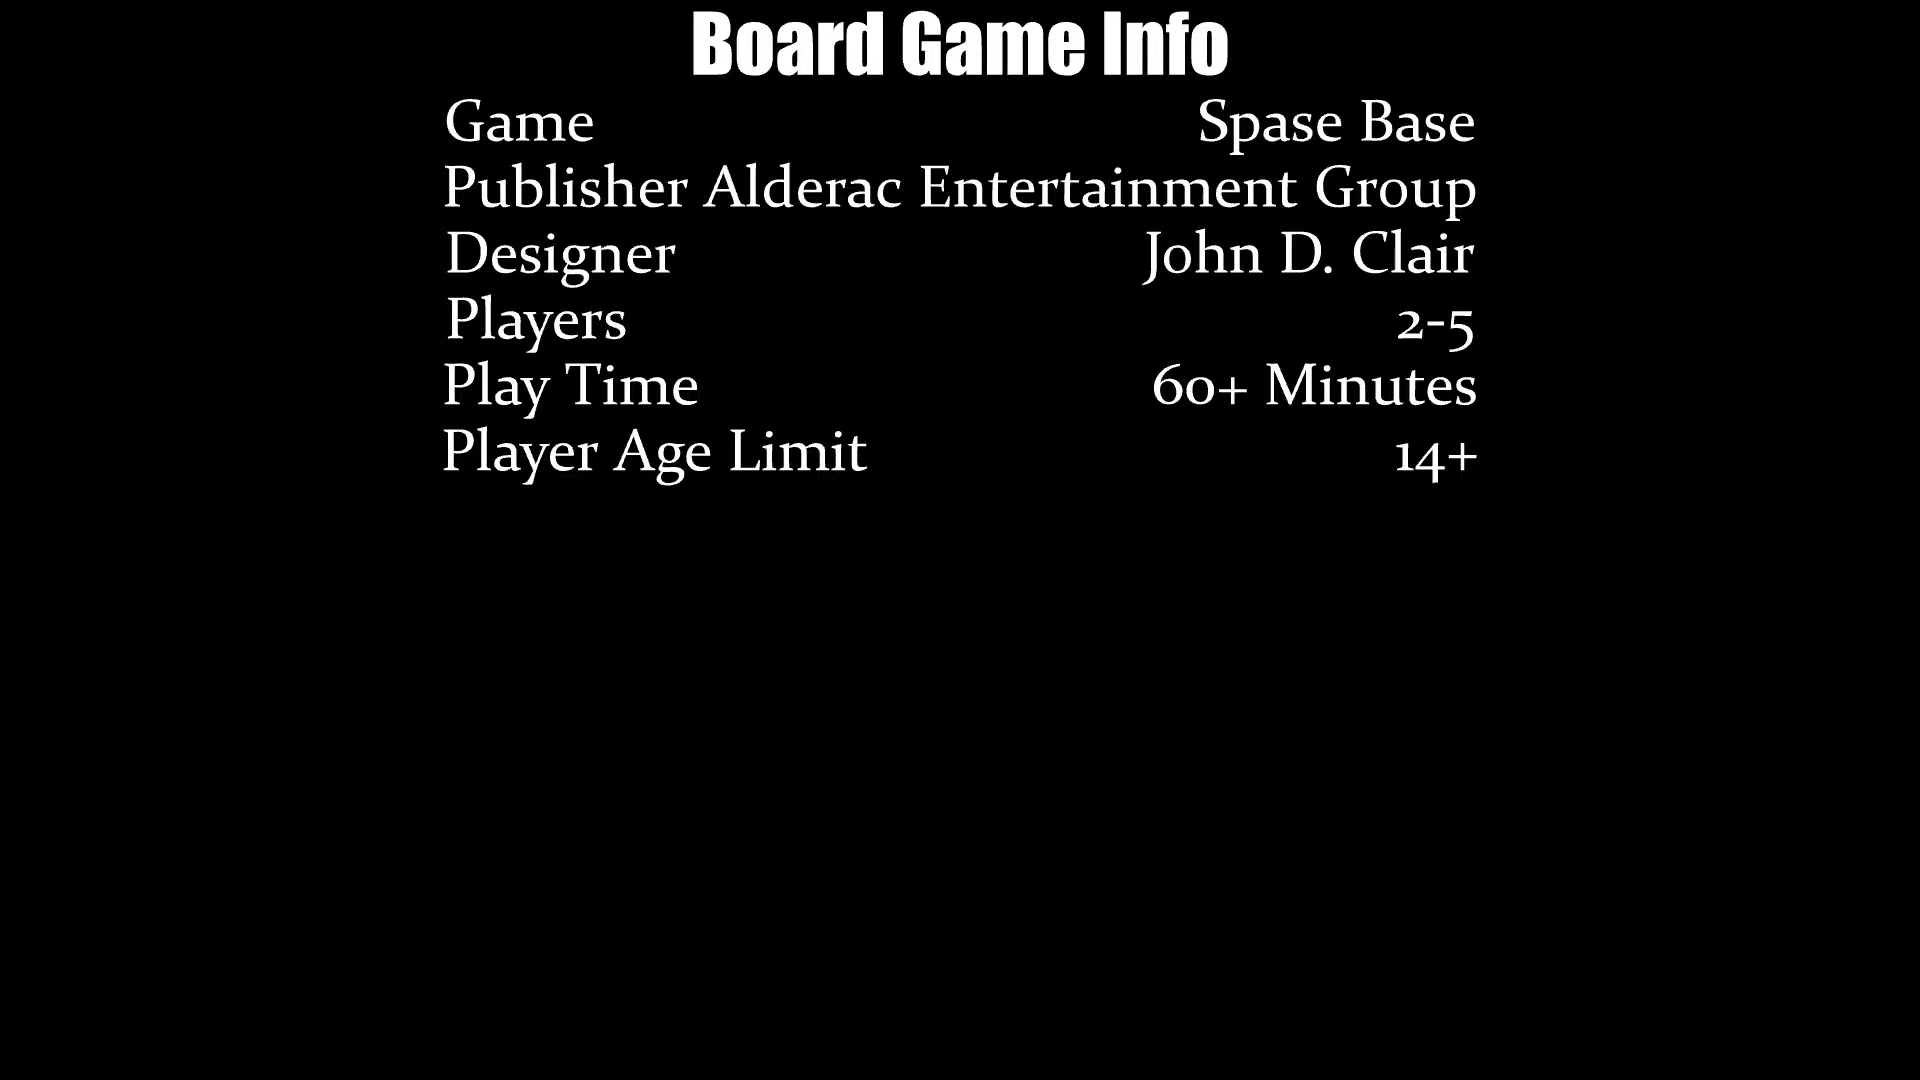 Board Game Info
Game Spase Base
Publisher Alderac Entertainment Group
Designer John D. Clair
Players 2-5
Play Time 60+ Minutes
Player Age Limit 14+